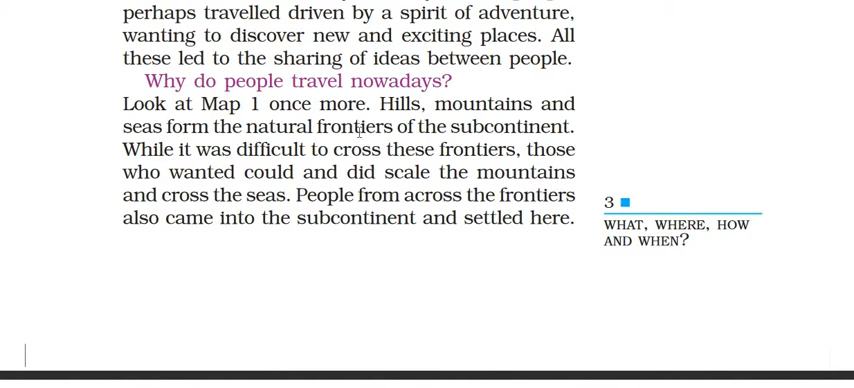 perhaps travelled driven by a spirit of adventure,
wanting to discover new and exciting places. All
these led to the sharing of ideas between people.
Why do people travel nowadays?
Look at Map 1 once more. Hills, mountains and
seas form the natural frontiers of the subcontinent.
While it was difficult to cross these frontiers, those
who wanted could and did scale the mountains
and cross the seas. People from across the frontiers
also came into the subcontinent and settled here.
3
WHAT, WHERE, HOW
AND WHEN?